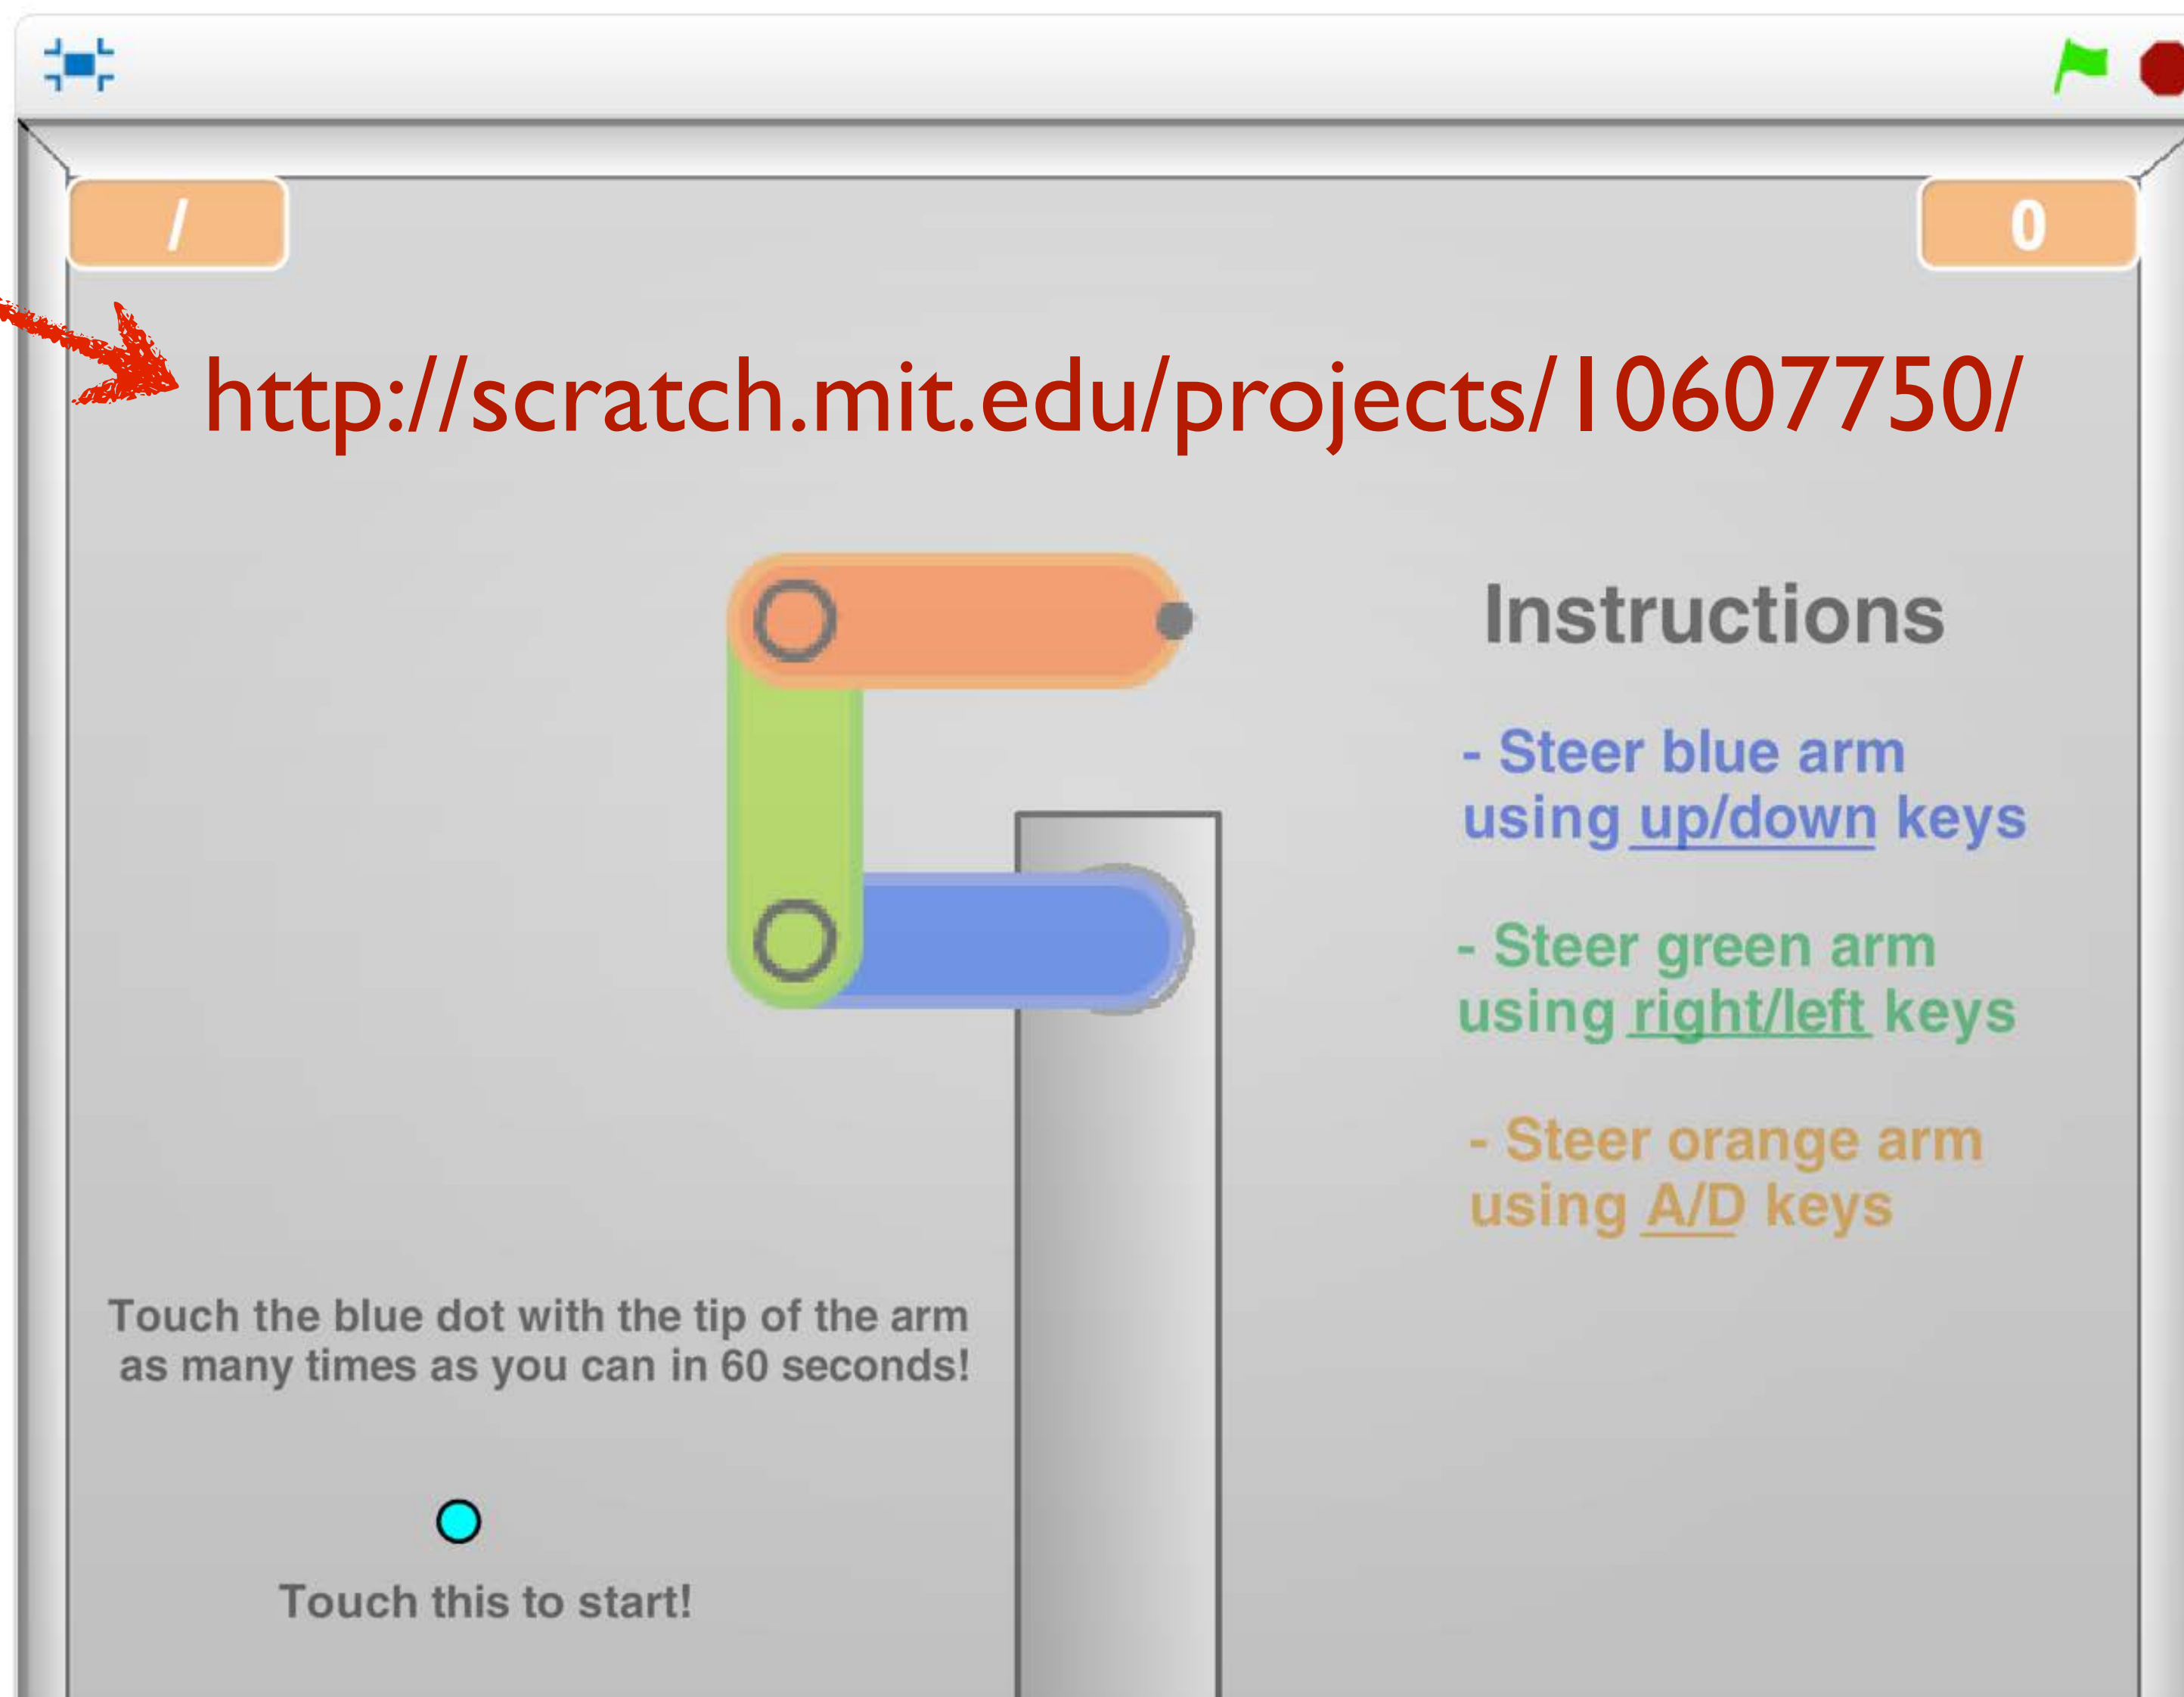 /
0
http://scratch.mit.edu/projects/10607750/
Instructions
- Steer blue arm
using up/down keys
- Steer green arm
using right/left keys
- Steer orange arm
using A/D keys
Touch the blue dot with the tip of the arm
as many times as you can in 60 seconds!
Touch this to start!